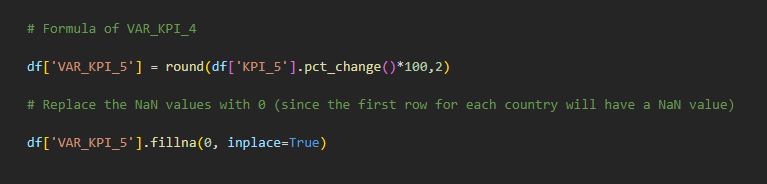 # Formula of VAR_KPI_4
df['VAR_KPI_5'] = round(df['KPI_5'].pct_change()*100,2)
# Replace the NaN values with 0 (since the first row for each country will have a NaN value)
df['VAR_KPI_5'].fillna(0, inplace=True)